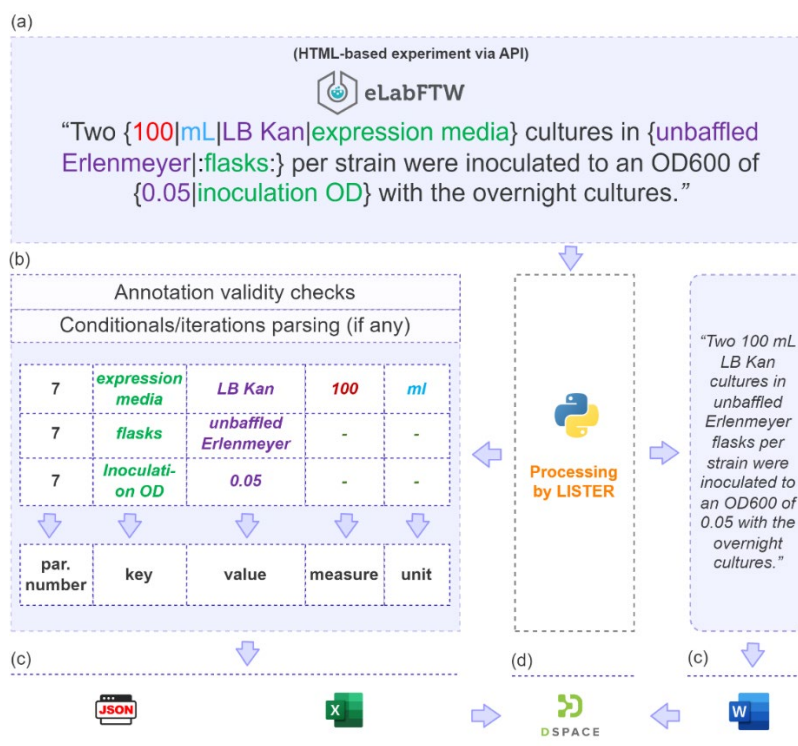 (a)
(HTML-based experiment via API)
eLabFTW
“Two {100|mL|LB Kan|expression media} cultures in {unbaffled
Erlenmeyer|:flasks:} per strain were inoculated to an OD600 of
{0.05|inoculation OD} with the overnight cultures.”
(b)
Annotation validity checks
Conditionals/iterations parsing (if any)
7
expression
media
LB Kan
100
ml
7
flasks
unbaffled
Erlenmeyer
-
-
7
Inoculati-
on OD
0.05
-
-
par.
number
key
value
measure
unit
Processing
by LISTER
“Two 100 mL
LB Kan
cultures in
unbaffled
Erlenmeyer
flasks per
strain were
inoculated to
an OD600 of
0.05 with the
overnight
cultures.”
(c)
(d)
(c)
JSON
X
DSPACE
W